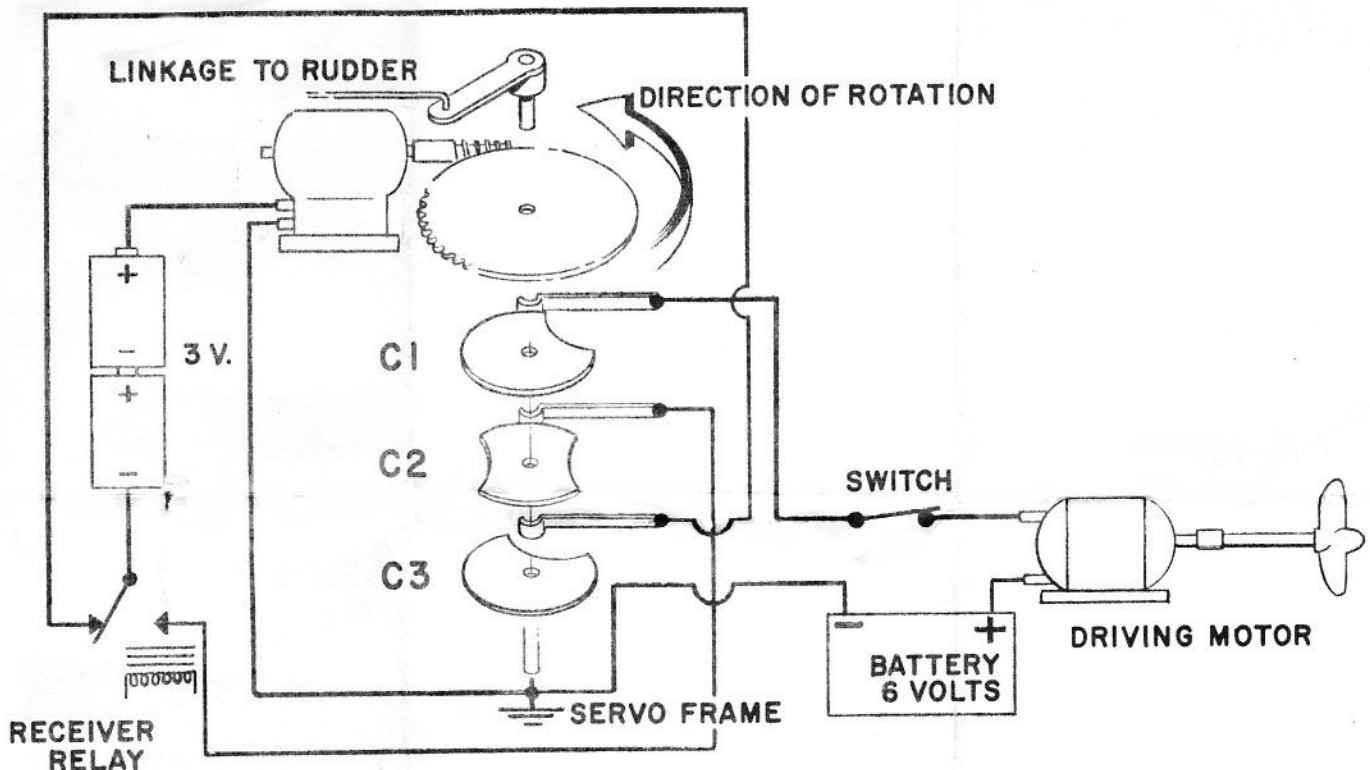 LINKAGE TO RUDDER
DIRECTION OF ROTATION
+
−
3 V.
+
−
C1
C2
C3
SWITCH
−
+
BATTERY
6 VOLTS
DRIVING MOTOR
SERVO FRAME
RECEIVER
RELAY